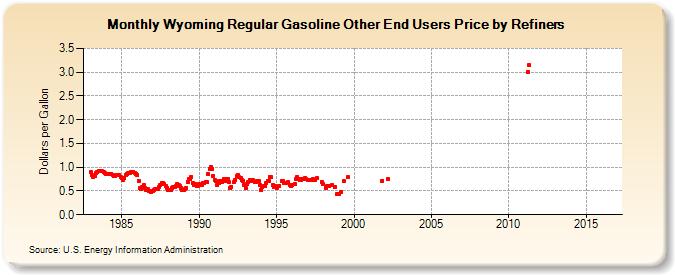 Monthly Wyoming Regular Gasoline Other End Users Price by Refiners
Dollars per Gallon
3.5
3.0
2.5
2.0
1.5
1.0
0.5
0.0
1985 1990 1995 2000 2005 2010 2015
Source: U.S. Energy Information Administration